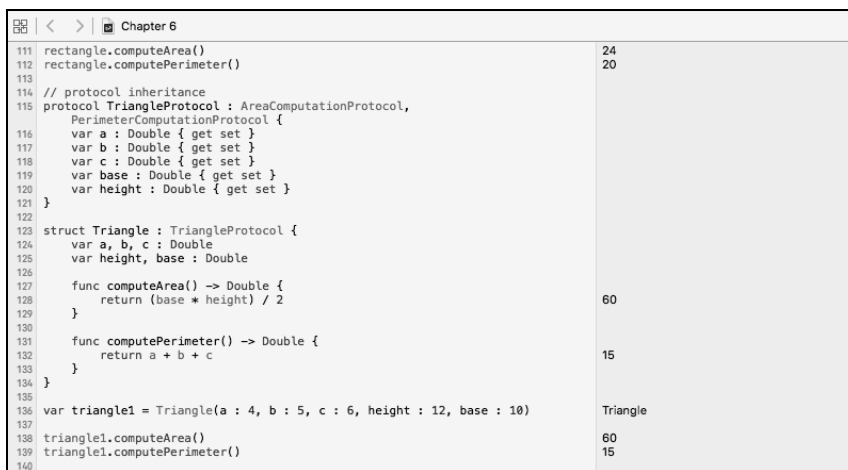 Chapter 6
111 rectangle.computeArea() 24
112 rectangle.computePerimeter() 20
113
114 // protocol inheritance
115 protocol TriangleProtocol : AreaComputationProtocol,
PerimeterComputationProtocol {
116 var a : Double { get set }
117 var b : Double { get set }
118 var c : Double { get set }
119 var base : Double { get set }
120 var height : Double { get set }
121 }
122
123 struct Triangle : TriangleProtocol {
124 var a, b, c : Double
125 var height, base : Double
126
127 func computeArea() -> Double {
128 return (base * height) / 2 60
129 }
130
131 func computePerimeter() -> Double {
132 return a + b + c 15
133 }
134 }
135
136 var triangle1 = Triangle(a : 4, b : 5, c : 6, height : 12, base : 10) Triangle
137
138 triangle1.computeArea() 60
139 triangle1.computePerimeter() 15
140